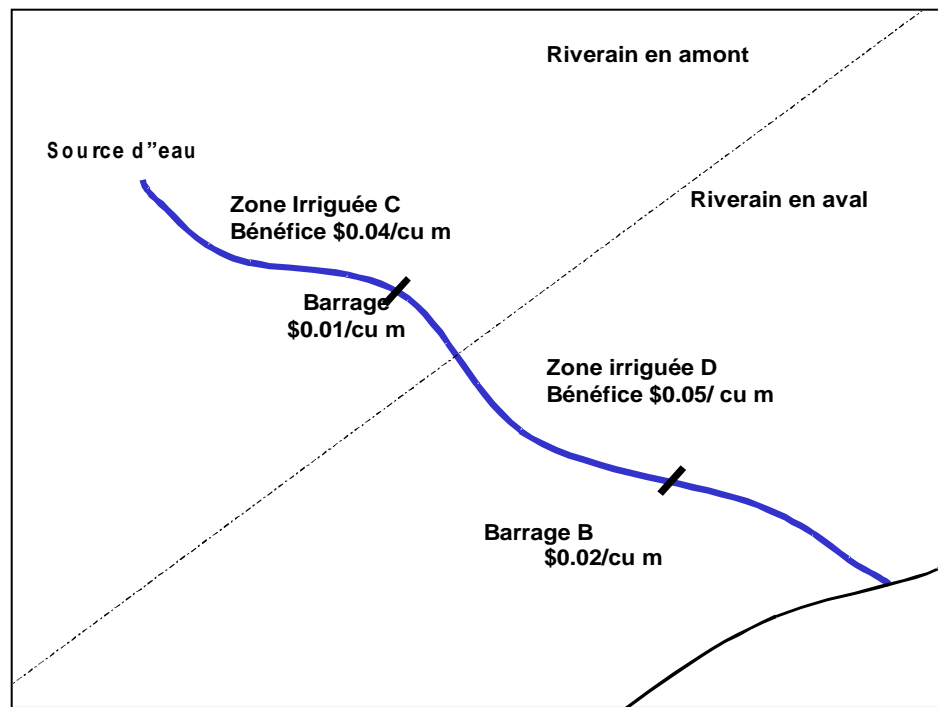 Riverain en amont
Source d"eau
Riverain en aval
Zone Irriguée C
Bénéfice $0.04/cu m
Barrage
$0.01/cu m
Zone irriguée D
Bénéfice $0.05/ cu m
Barrage B
$0.02/cu m